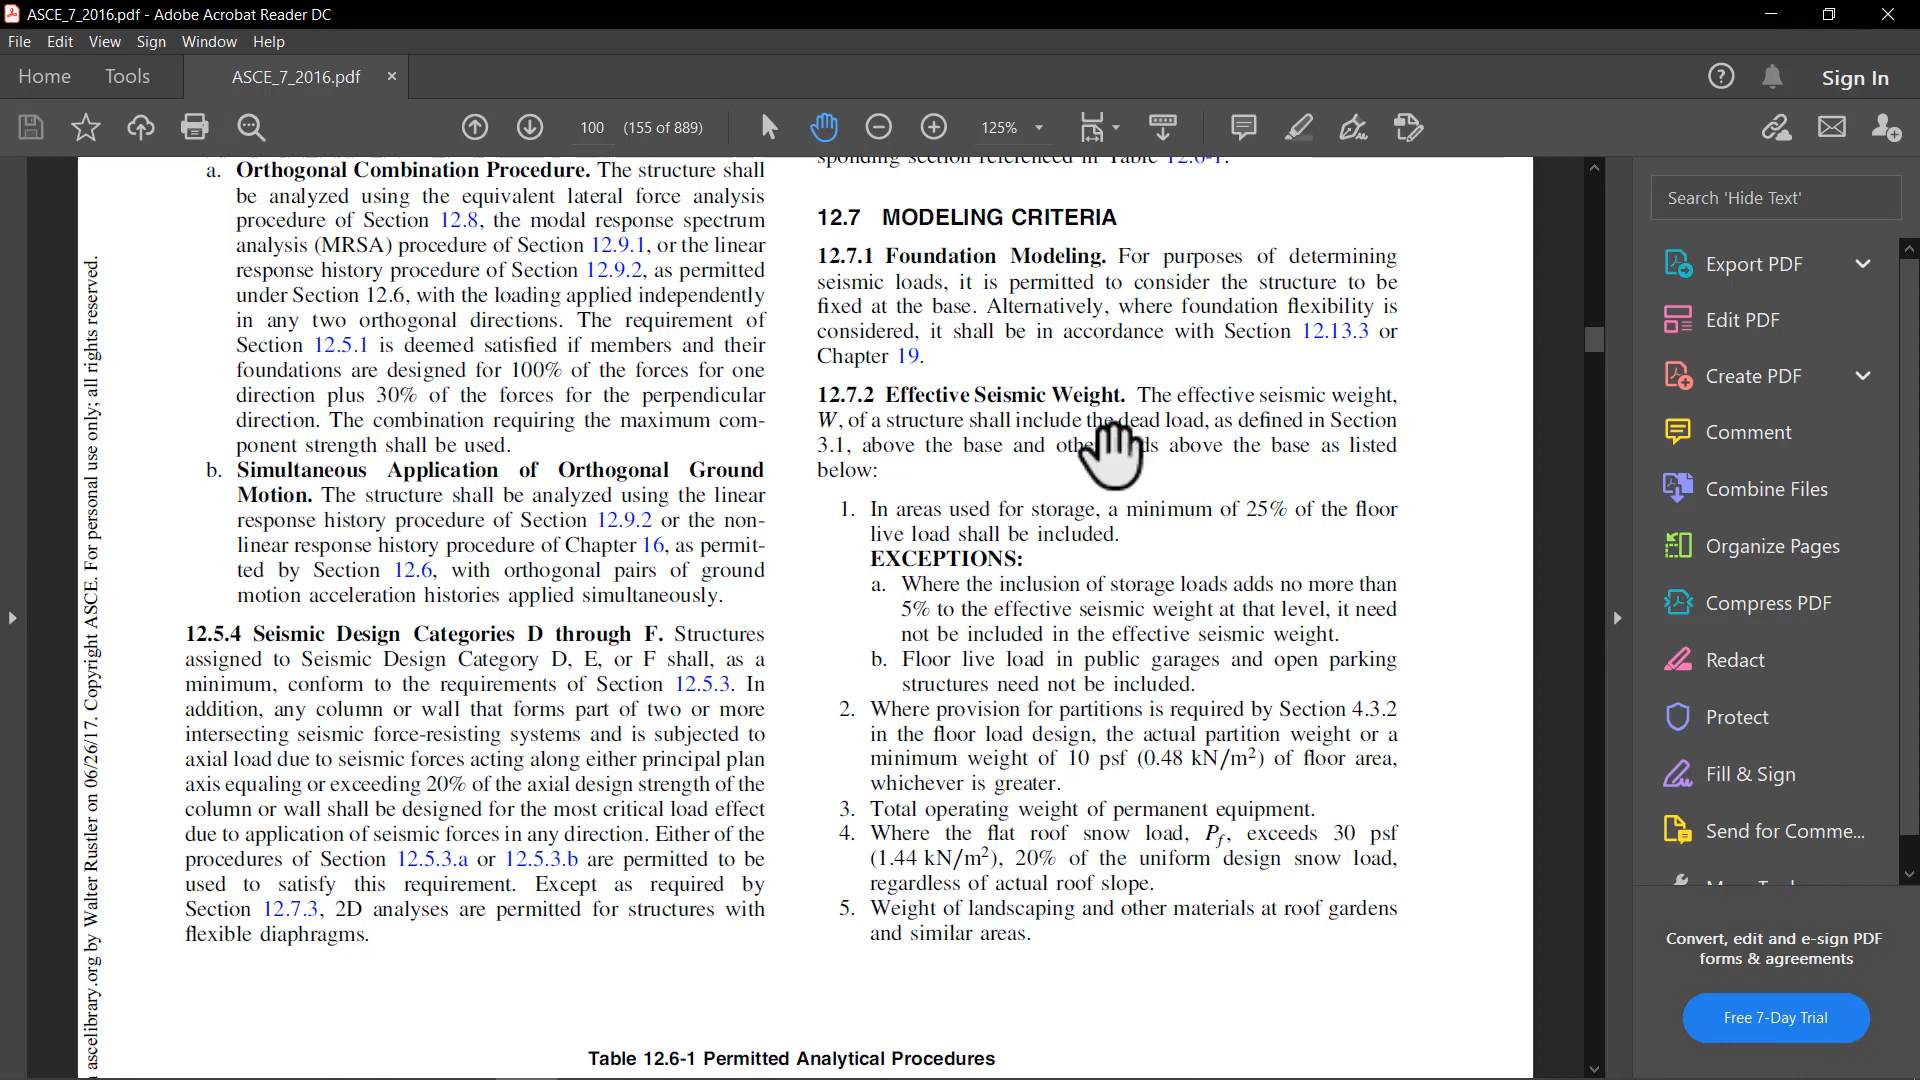 ASCE_7_2016.pdf - Adobe Acrobat Reader DC
File Edit View Sign Window Help
Home Tools ASCE_7_2016.pdf × Sign In
100 (155 of 889) 125%
a. Orthogonal Combination Procedure. The structure shall
be analyzed using the equivalent lateral force analysis
procedure of Section 12.8, the modal response spectrum
analysis (MRSA) procedure of Section 12.9.1, or the linear
response history procedure of Section 12.9.2, as permitted
under Section 12.6, with the loading applied independently
in any two orthogonal directions. The requirement of
Section 12.5.1 is deemed satisfied if members and their
foundations are designed for 100% of the forces for one
direction plus 30% of the forces for the perpendicular
direction. The combination requiring the maximum com-
ponent strength shall be used.
b. Simultaneous Application of Orthogonal Ground
Motion. The structure shall be analyzed using the linear
response history procedure of Section 12.9.2 or the non-
linear response history procedure of Chapter 16, as permit-
ted by Section 12.6, with orthogonal pairs of ground
motion acceleration histories applied simultaneously.
12.5.4 Seismic Design Categories D through F. Structures
assigned to Seismic Design Category D, E, or F shall, as a
minimum, conform to the requirements of Section 12.5.3. In
addition, any column or wall that forms part of two or more
intersecting seismic force-resisting systems and is subjected to
axial load due to seismic forces acting along either principal plan
axis equaling or exceeding 20% of the axial design strength of the
column or wall shall be designed for the most critical load effect
due to application of seismic forces in any direction. Either of the
procedures of Section 12.5.3.a or 12.5.3.b are permitted to be
used to satisfy this requirement. Except as required by
Section 12.7.3, 2D analyses are permitted for structures with
flexible diaphragms.
sponding section referenced in Table 12.6-1.
12.7 MODELING CRITERIA
12.7.1 Foundation Modeling. For purposes of determining
seismic loads, it is permitted to consider the structure to be
fixed at the base. Alternatively, where foundation flexibility is
considered, it shall be in accordance with Section 12.13.3 or
Chapter 19.
12.7.2 Effective Seismic Weight. The effective seismic weight,
W, of a structure shall include the dead load, as defined in Section
3.1, above the base and above the base as listed
below:
1. In areas used for storage, a minimum of 25% of the floor
live load shall be included.
EXCEPTIONS:
a. Where the inclusion of storage loads adds no more than
5% to the effective seismic weight at that level, it need
not be included in the effective seismic weight.
b. Floor live load in public garages and open parking
structures need not be included.
2. Where provision for partitions is required by Section 4.3.2
in the floor load design, the actual partition weight or a
minimum weight of 10 psf (0.48 kN/m²) of floor area,
whichever is greater.
3. Total operating weight of permanent equipment.
4. Where the flat roof snow load, Pf, exceeds 30 psf
(1.44 kN/m²), 20% of the uniform design snow load,
regardless of actual roof slope.
5. Weight of landscaping and other materials at roof gardens
and similar areas.
Table 12.6-1 Permitted Analytical Procedures
ascelibrary.org by Walter Rustler on 06/26/17. Copyright ASCE. For personal use only; all rights reserved.
Search 'Hide Text'
Export PDF
Edit PDF
Create PDF
Comment
Combine Files
Organize Pages
Compress PDF
Redact
Protect
Fill & Sign
Send for Comme...
Convert, edit and e-sign PDF
forms & agreements
Free 7-Day Trial